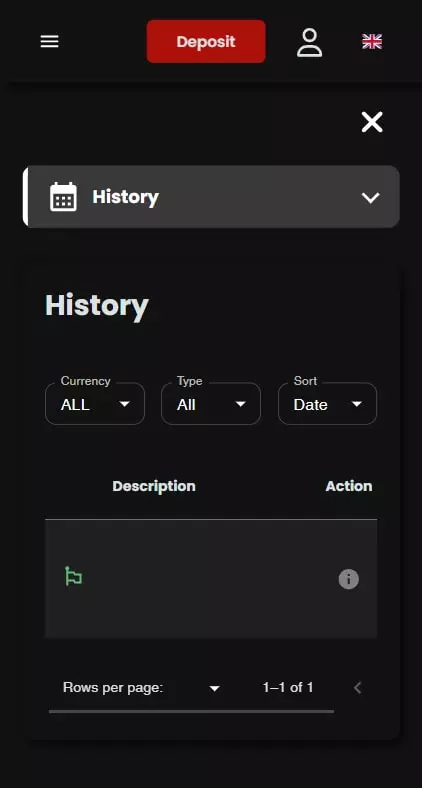 Deposit
History
History
Currency
ALL
Type
All
Sort
Date
Description
Action
Rows per page:
1–1 of 1